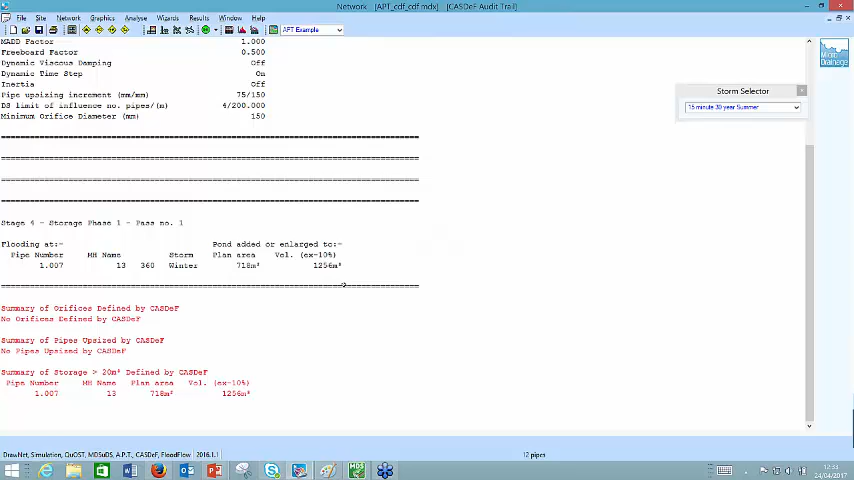 Network - [APT_cdf_cdf mdx] - [CASDeF Audit Trail]
File Site Network Graphics Analyse Wizards Results Window Help
APT Example
Micro Drainage
MADD Factor 1.000
Freeboard Factor 0.500
Dynamic Viscous Damping Off
Dynamic Time Step On
Inertia Off
Pipe upsizing increment (mm/mm) 75/150
DS limit of influence no. pipes/(m) 4/200.000
Minimum Orifice Diameter (mm) 150
Storm Selector
15 minute 30 year Summer
Stage 4 - Storage Phase 1 - Pass no. 1
Flooding at:- Pond added or enlarged to:-
Pipe Number MH Name Storm Plan area Vol. (ex-10%)
1.007 13 360 Winter 718m² 1256m³
Summary of Orifices Defined by CASDeF
No Orifices Defined by CASDeF
Summary of Pipes Upsized by CASDeF
No Pipes Upsized by CASDeF
Summary of Storage > 20m³ Defined by CASDeF
Pipe Number MH Name Plan area Vol. (ex-10%)
1.007 13 718m² 1256m³
DrawNet, Simulation, QuOST, MDSuDS, A.P.T., CASDeF, FloodFlow 2016.1.1 12 pipes
MDS
12:33
24/04/2017